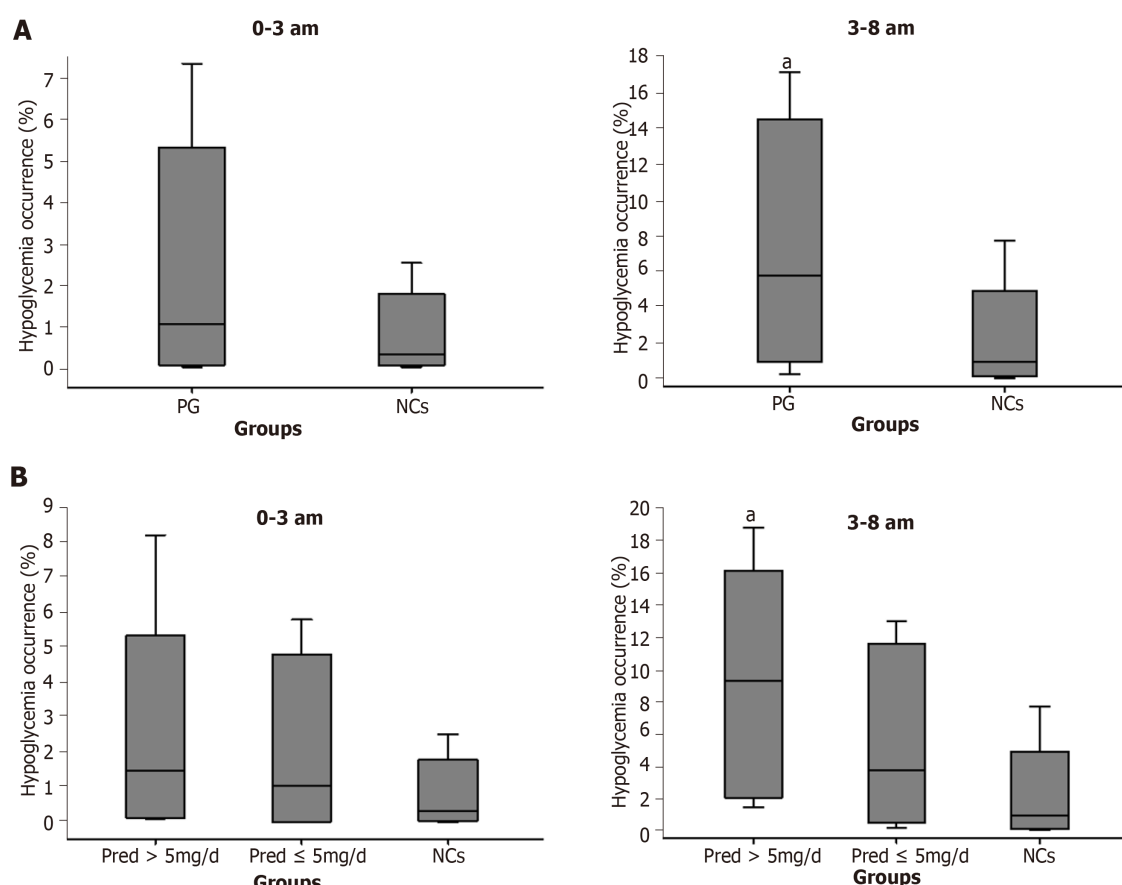 A
0-3 am
Hypoglycemia occurrence (%)
7
6
5
4
3
2
1
0
PG
NCs
Groups
3-8 am
a
Hypoglycemia occurrence (%)
18
16
14
12
10
8
6
4
2
0
PG
NCs
Groups
B
0-3 am
Hypoglycemia occurrence (%)
9
8
7
6
5
4
3
2
1
0
Pred > 5mg/d
Pred ≤ 5mg/d
NCs
Groups
3-8 am
a
Hypoglycemia occurrence (%)
20
18
16
14
12
10
8
6
4
2
0
Pred > 5mg/d
Pred ≤ 5mg/d
NCs
Groups